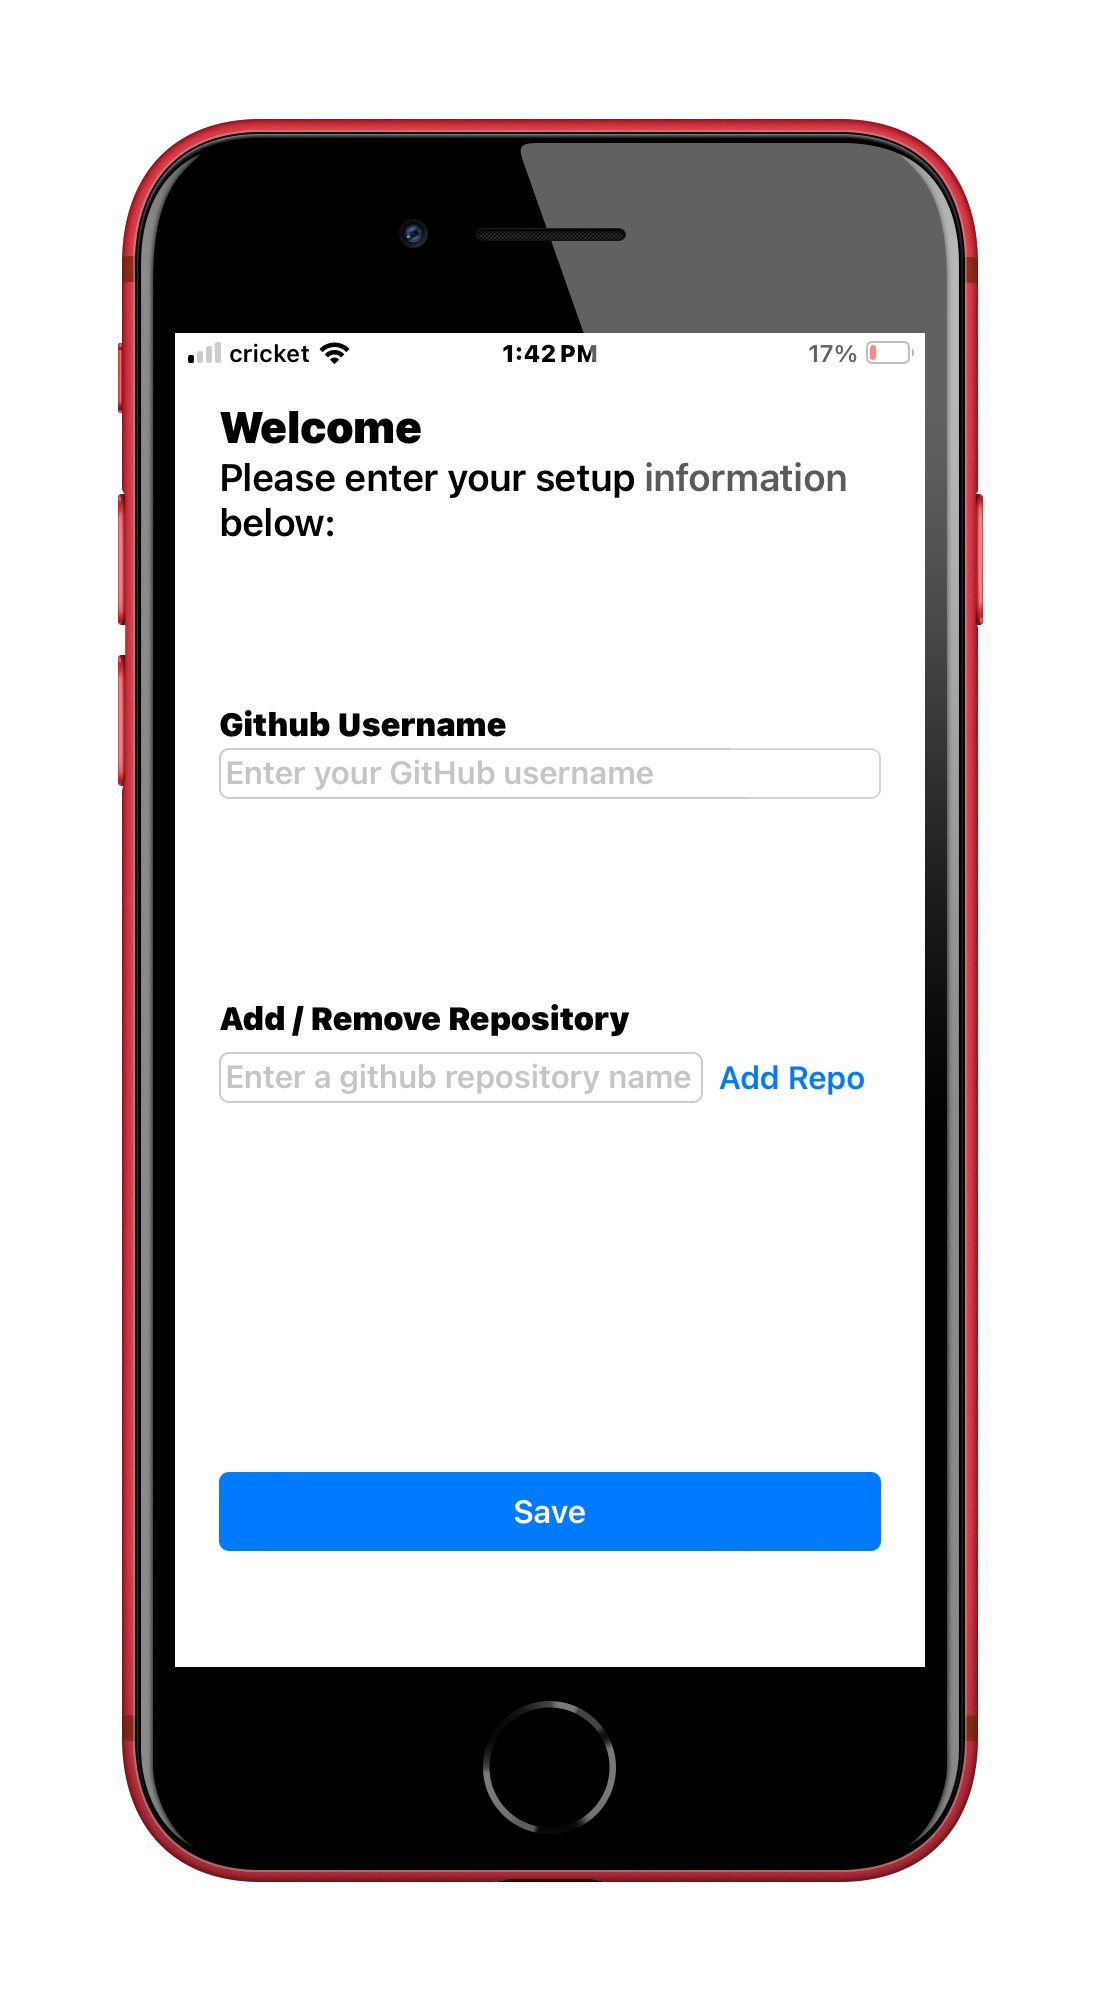 cricket 1:42 PM 17%
Welcome
Please enter your setup information
below:
Github Username
Enter your GitHub username
Add / Remove Repository
Enter a github repository name Add Repo
Save